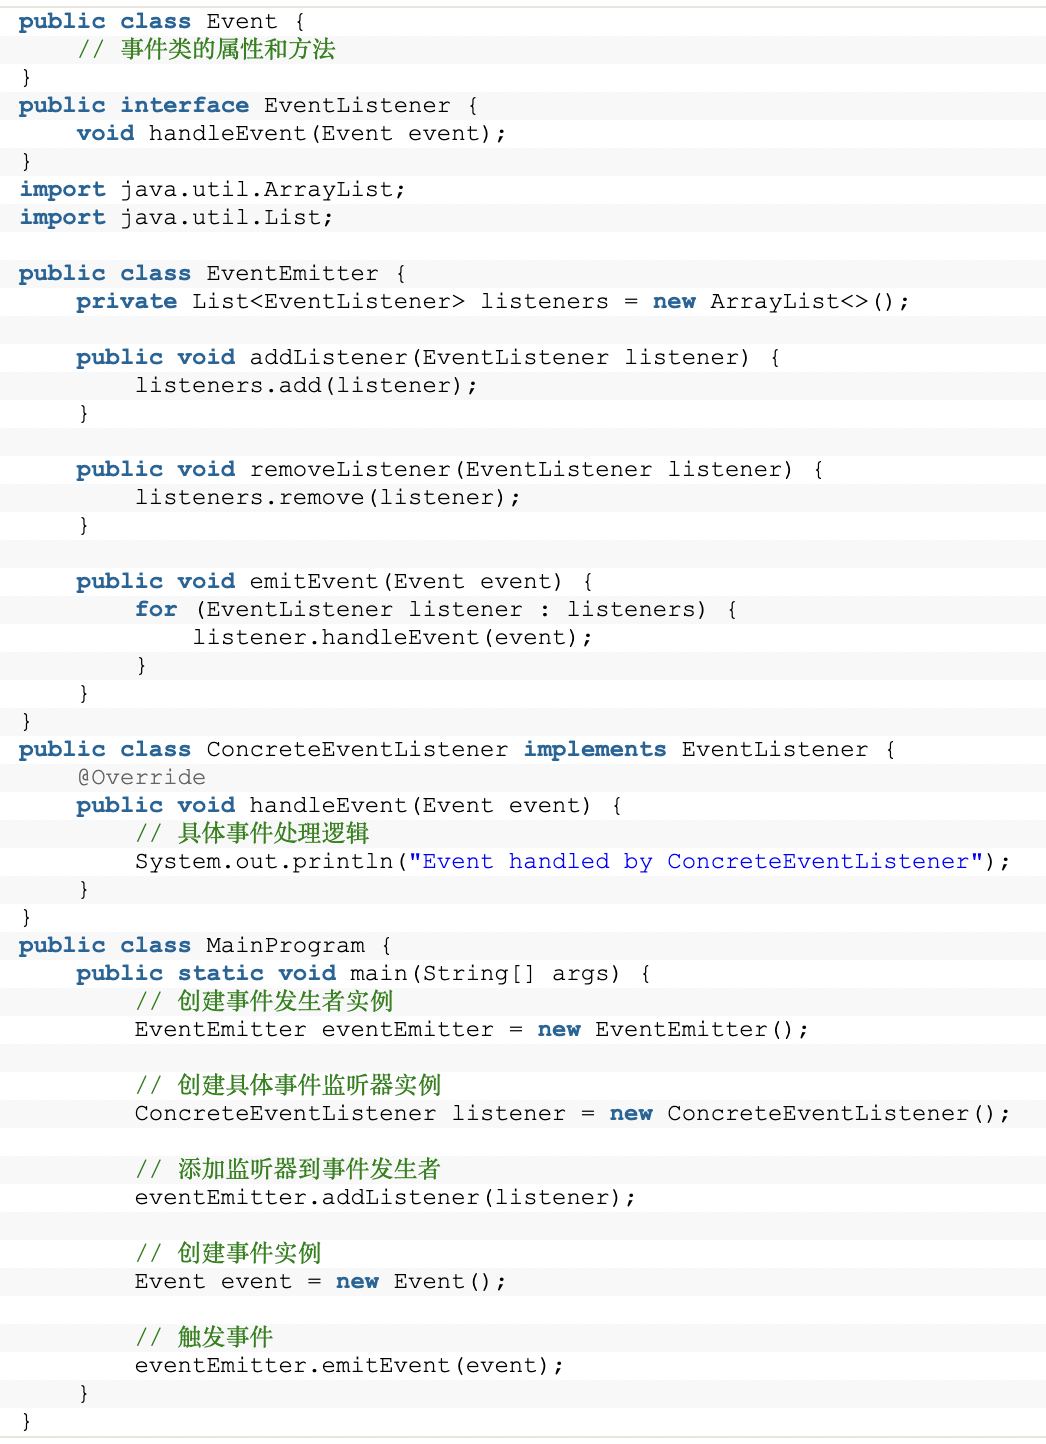 public class Event {
    // 事件类的属性和方法
}
public interface EventListener {
    void handleEvent(Event event);
}
import java.util.ArrayList;
import java.util.List;

public class EventEmitter {
    private List<EventListener> listeners = new ArrayList<>();

    public void addListener(EventListener listener) {
        listeners.add(listener);
    }

    public void removeListener(EventListener listener) {
        listeners.remove(listener);
    }

    public void emitEvent(Event event) {
        for (EventListener listener : listeners) {
            listener.handleEvent(event);
        }
    }
}
public class ConcreteEventListener implements EventListener {
    @Override
    public void handleEvent(Event event) {
        // 具体事件处理逻辑
        System.out.println("Event handled by ConcreteEventListener");
    }
}
public class MainProgram {
    public static void main(String[] args) {
        // 创建事件发生者实例
        EventEmitter eventEmitter = new EventEmitter();

        // 创建具体事件监听器实例
        ConcreteEventListener listener = new ConcreteEventListener();

        // 添加监听器到事件发生者
        eventEmitter.addListener(listener);

        // 创建事件实例
        Event event = new Event();

        // 触发事件
        eventEmitter.emitEvent(event);
    }
}